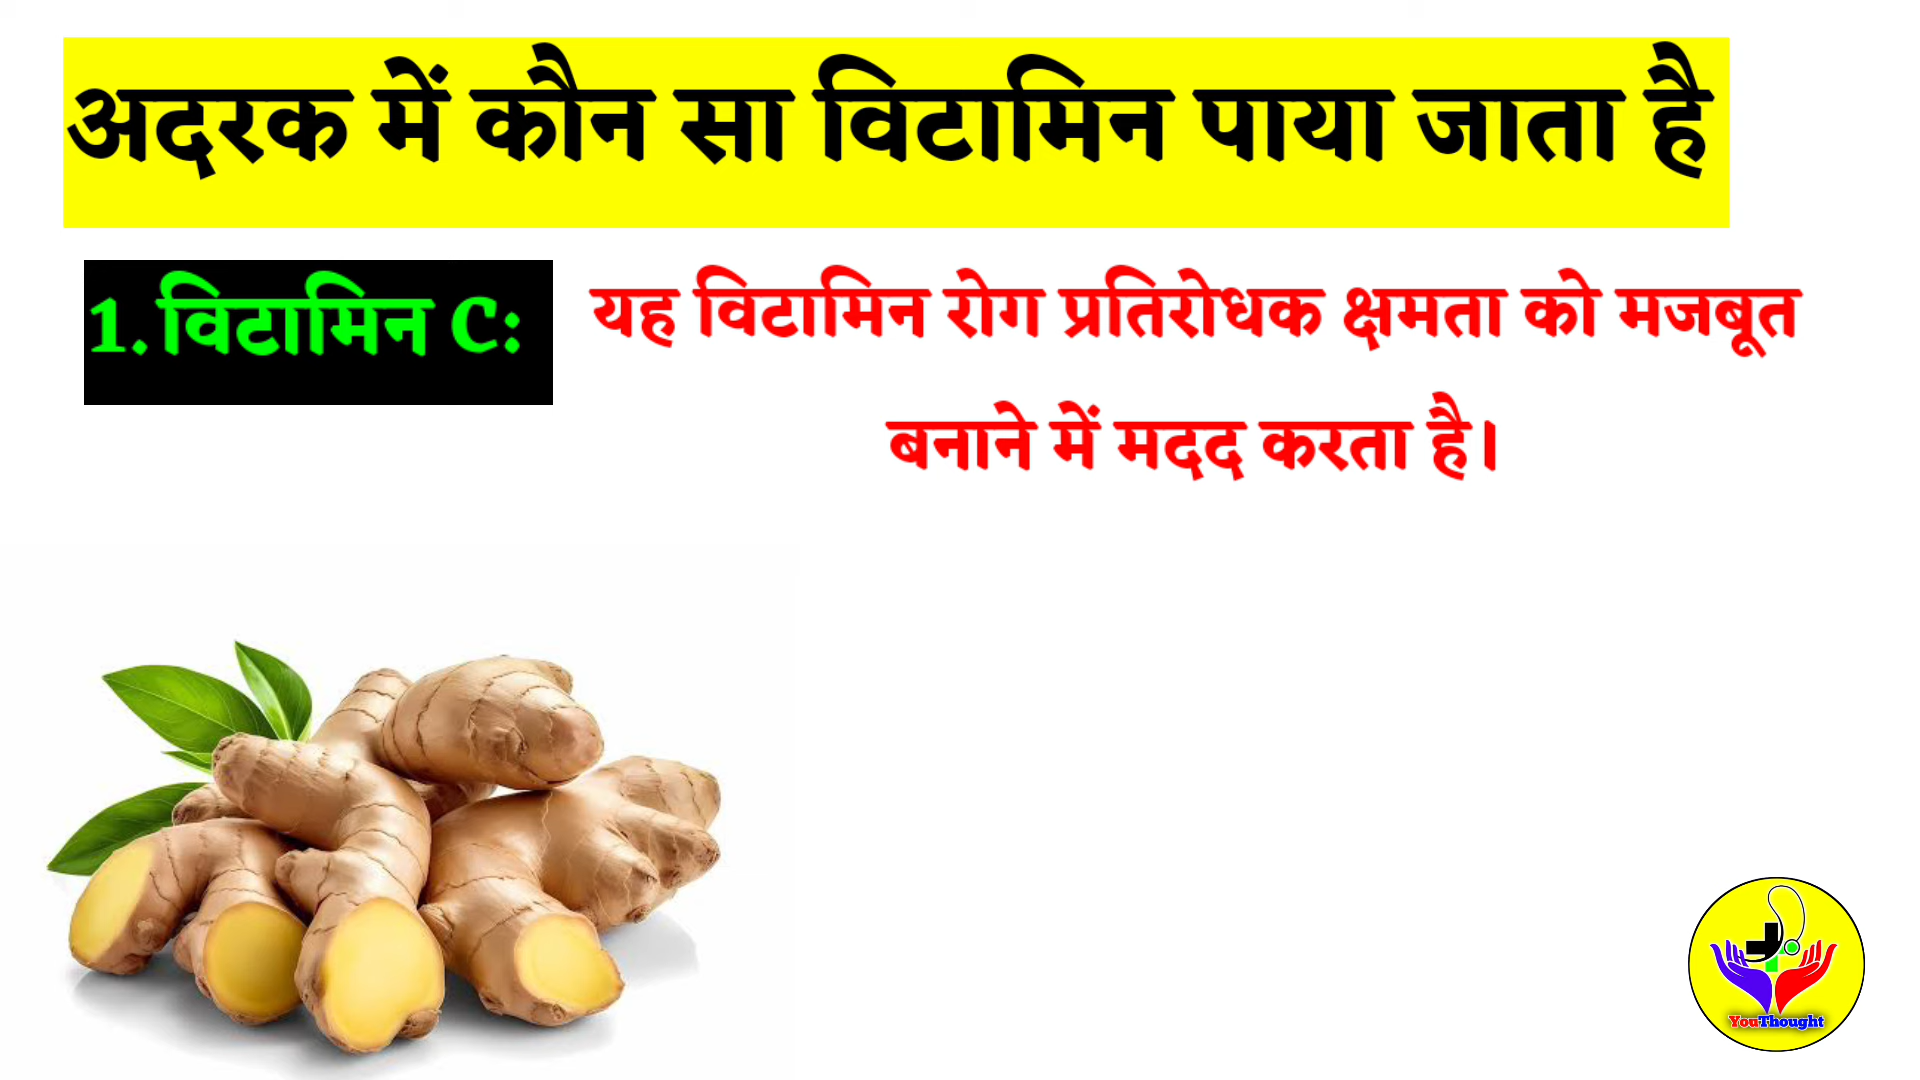 अदरक में कौन सा विटामिन पाया जाता है
1. विटामिन C: यह विटामिन रोग प्रतिरोधक क्षमता को मजबूत
बनाने में मदद करता है।
YouThought